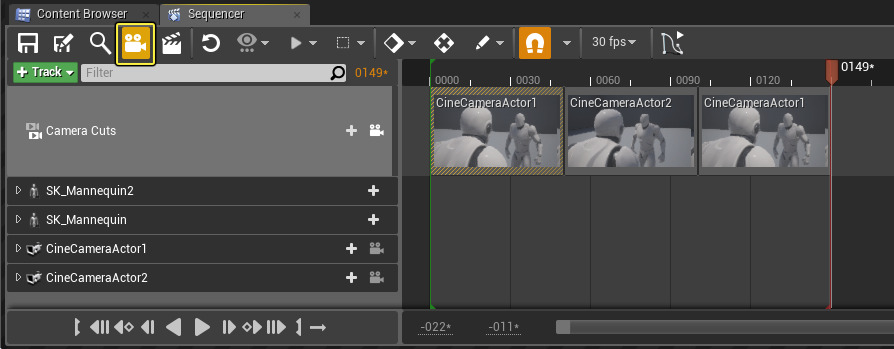 Content Browser
Sequencer
30 fps
+ Track
Filter
0149*
0149*
0000
0030
0060
0090
0120
CineCameraActor1
CineCameraActor2
CineCameraActor1
Camera Cuts
SK_Mannequin2
SK_Mannequin
CineCameraActor1
CineCameraActor2
-022*
-011*